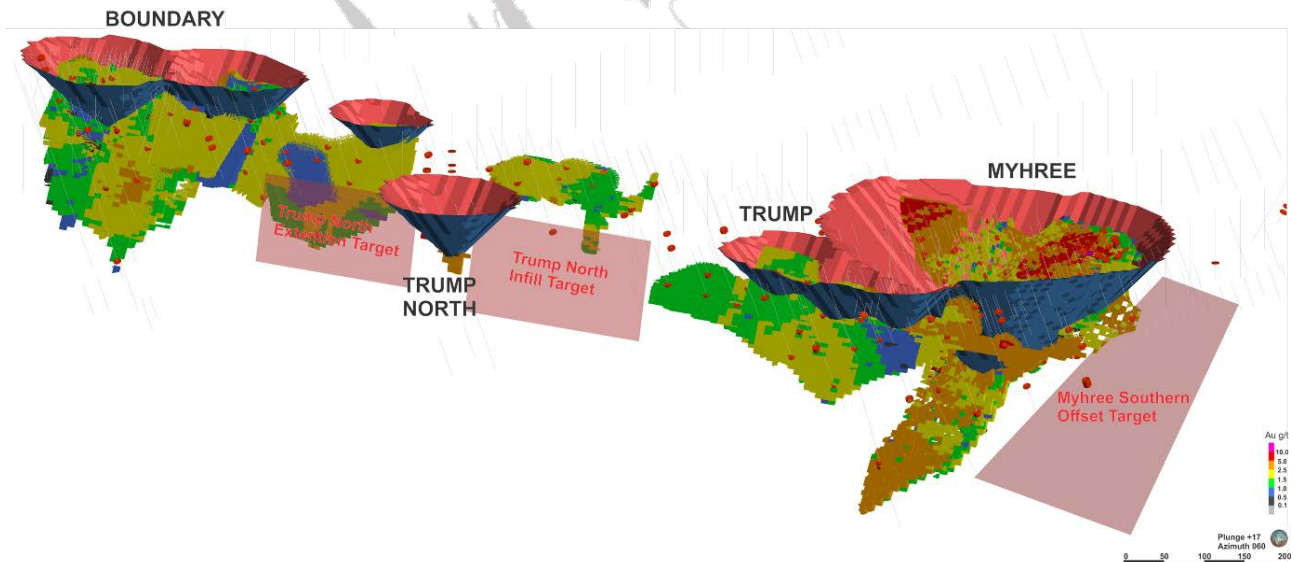 BOUNDARY
MYHREE
TRUMP
Trump North
Extention Target
Trump North
Infill Target
TRUMP
NORTH
Myhree Southern
Offset Target
Au g/t
10.0
5.0
2.5
1.5
1.0
0.5
0.1
Plunge +17
Azimuth 060
0 50 100 150 200